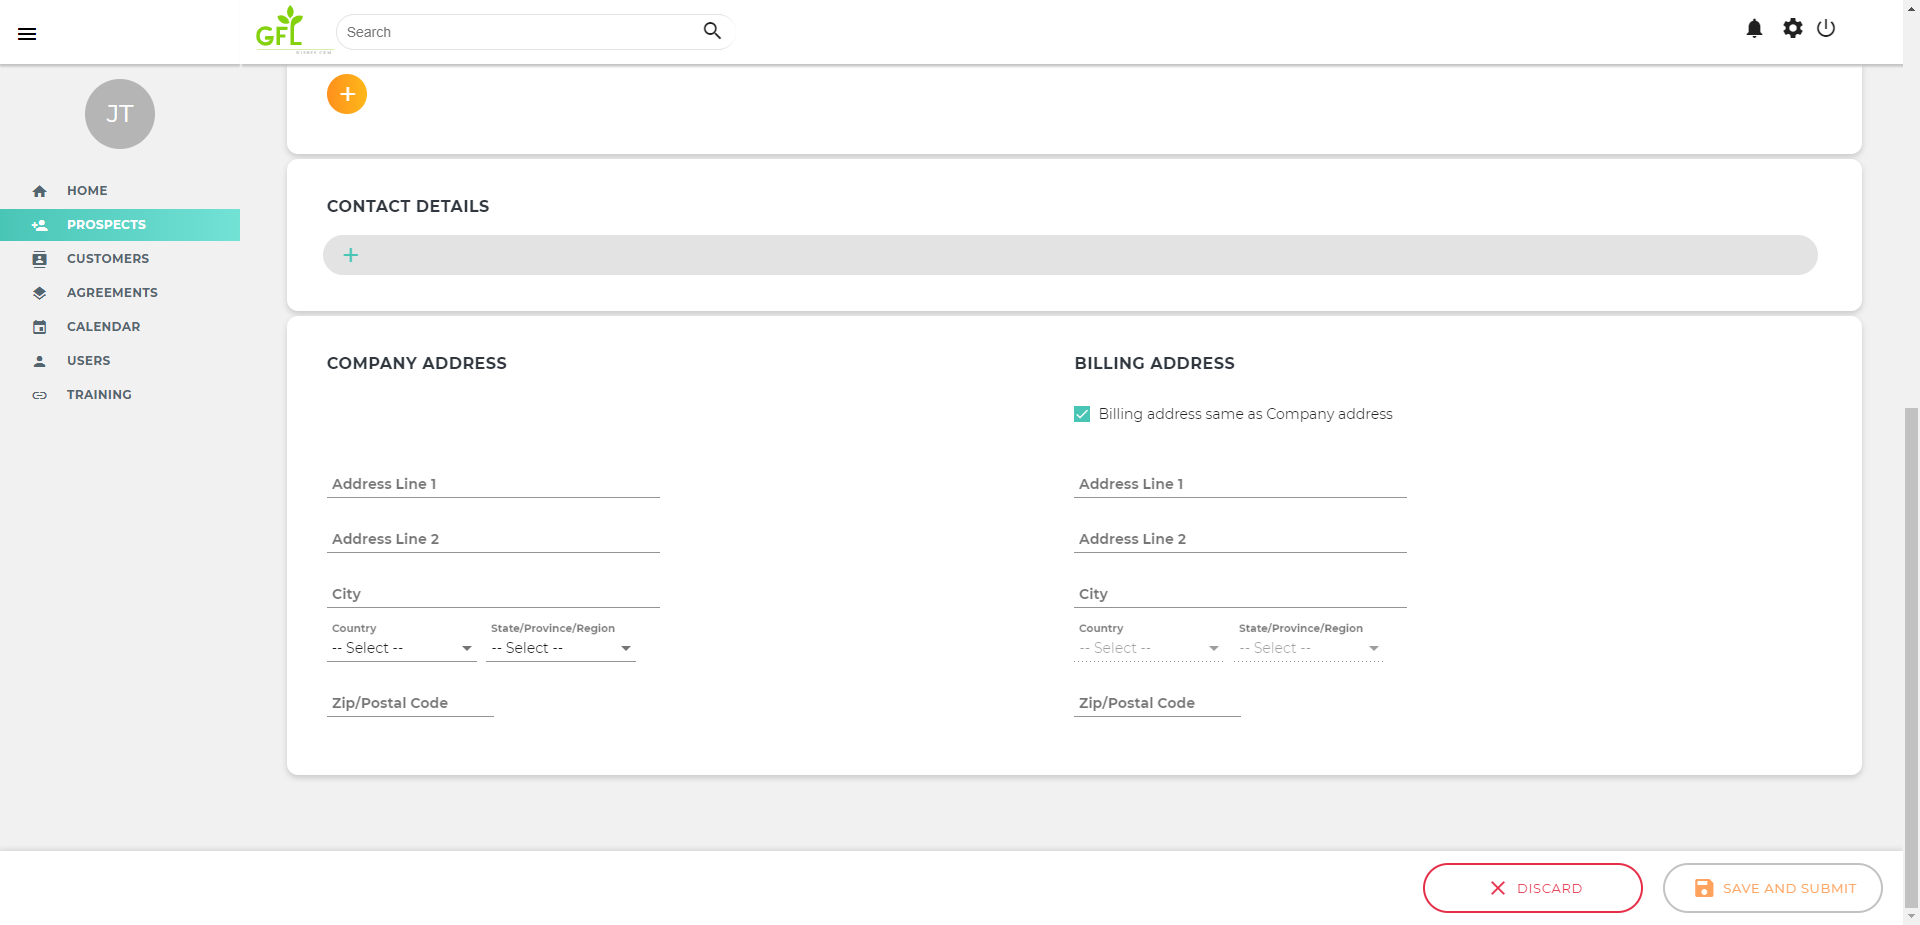 GFL
Search
JT
HOME
PROSPECTS
CUSTOMERS
AGREEMENTS
CALENDAR
USERS
TRAINING
CONTACT DETAILS
COMPANY ADDRESS
Address Line 1
Address Line 2
City
Country
State/Province/Region
-- Select --
-- Select --
Zip/Postal Code
BILLING ADDRESS
Billing address same as Company address
Address Line 1
Address Line 2
City
Country
State/Province/Region
-- Select --
-- Select --
Zip/Postal Code
DISCARD
SAVE AND SUBMIT